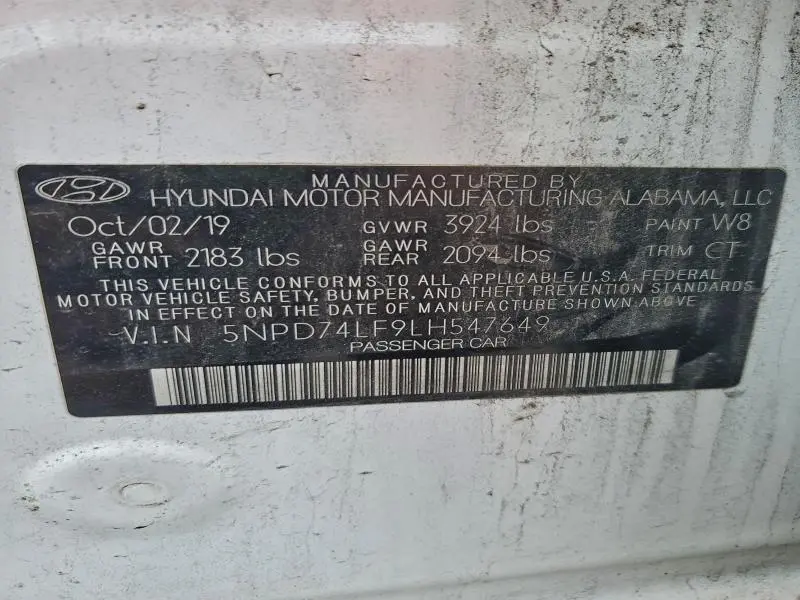 MANUFACTURED BY
HYUNDAI MOTOR MANUFACTURING ALABAMA, LLC
Oct/02/19 GVWR 3924 lbs PAINT W8
GAWR FRONT 2183 lbs GAWR REAR 2094 lbs TRIM CT
THIS VEHICLE CONFORMS TO ALL APPLICABLE U.S.A. FEDERAL
MOTOR VEHICLE SAFETY, BUMPER, AND THEFT PREVENTION STANDARDS
IN EFFECT ON THE DATE OF MANUFACTURE SHOWN ABOVE.
V.I.N 5NPD74LF9LH547649
PASSENGER CAR